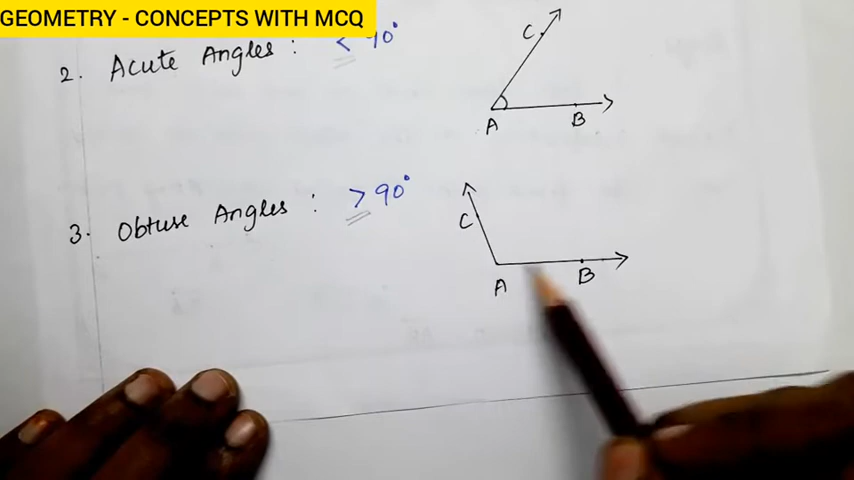 GEOMETRY - CONCEPTS WITH MCQ
2. Acute Angles : < 90°
C
A B
3. Obtuse Angles : > 90°
C
A B